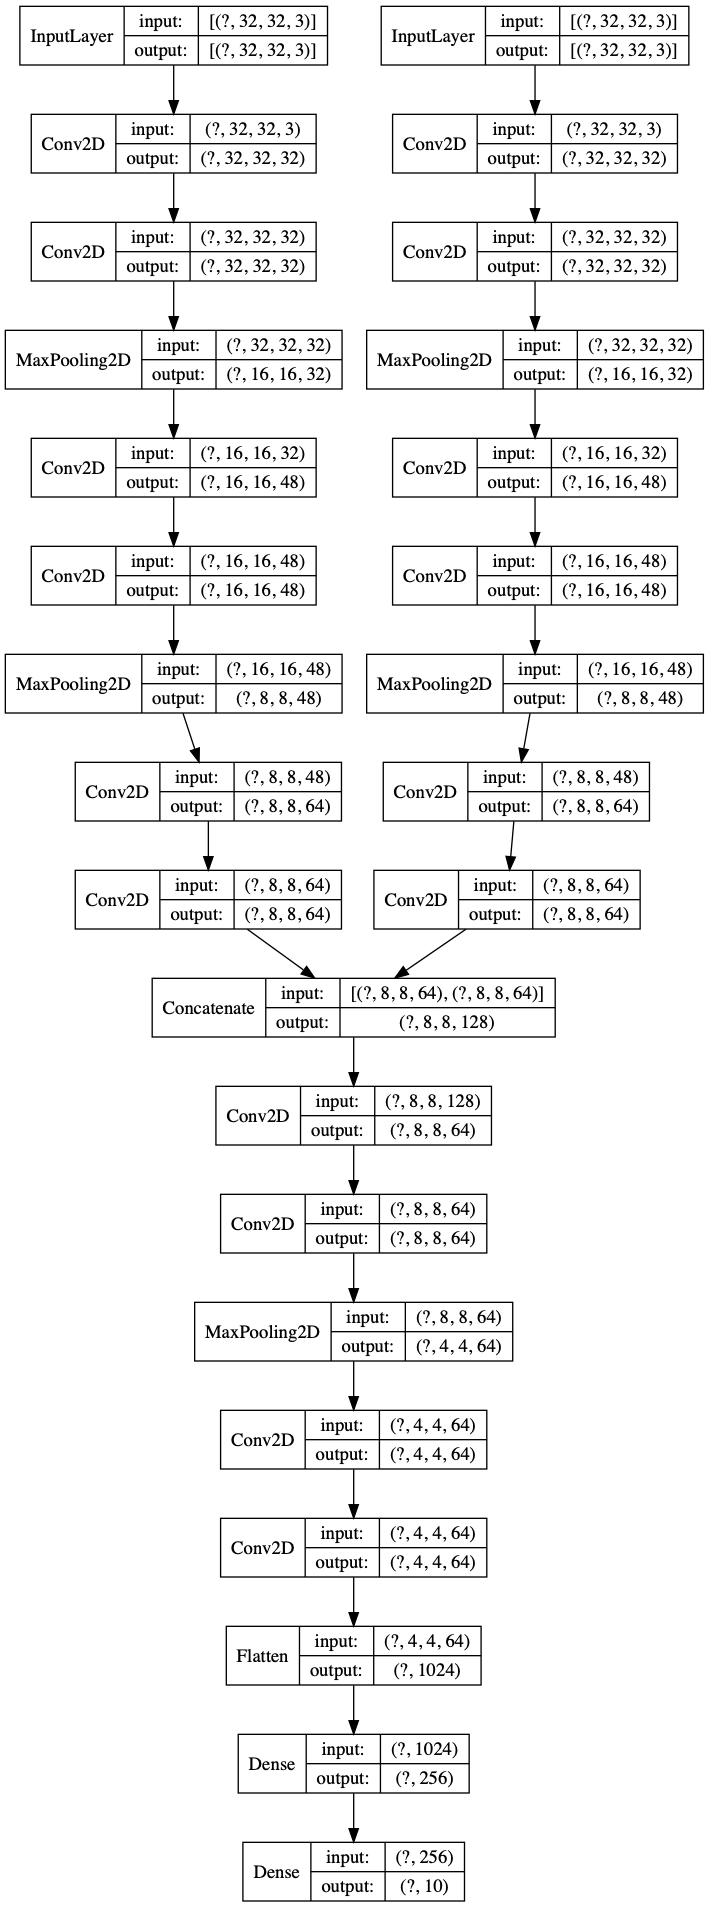 InputLayer input: [(?, 32, 32, 3)] output: [(?, 32, 32, 3)]
InputLayer input: [(?, 32, 32, 3)] output: [(?, 32, 32, 3)]
Conv2D input: (?, 32, 32, 3) output: (?, 32, 32, 32)
Conv2D input: (?, 32, 32, 3) output: (?, 32, 32, 32)
Conv2D input: (?, 32, 32, 32) output: (?, 32, 32, 32)
Conv2D input: (?, 32, 32, 32) output: (?, 32, 32, 32)
MaxPooling2D input: (?, 32, 32, 32) output: (?, 16, 16, 32)
MaxPooling2D input: (?, 32, 32, 32) output: (?, 16, 16, 32)
Conv2D input: (?, 16, 16, 32) output: (?, 16, 16, 48)
Conv2D input: (?, 16, 16, 32) output: (?, 16, 16, 48)
Conv2D input: (?, 16, 16, 48) output: (?, 16, 16, 48)
Conv2D input: (?, 16, 16, 48) output: (?, 16, 16, 48)
MaxPooling2D input: (?, 16, 16, 48) output: (?, 8, 8, 48)
MaxPooling2D input: (?, 16, 16, 48) output: (?, 8, 8, 48)
Conv2D input: (?, 8, 8, 48) output: (?, 8, 8, 64)
Conv2D input: (?, 8, 8, 48) output: (?, 8, 8, 64)
Conv2D input: (?, 8, 8, 64) output: (?, 8, 8, 64)
Conv2D input: (?, 8, 8, 64) output: (?, 8, 8, 64)
Concatenate input: [(?, 8, 8, 64), (?, 8, 8, 64)] output: (?, 8, 8, 128)
Conv2D input: (?, 8, 8, 128) output: (?, 8, 8, 64)
Conv2D input: (?, 8, 8, 64) output: (?, 8, 8, 64)
MaxPooling2D input: (?, 8, 8, 64) output: (?, 4, 4, 64)
Conv2D input: (?, 4, 4, 64) output: (?, 4, 4, 64)
Conv2D input: (?, 4, 4, 64) output: (?, 4, 4, 64)
Flatten input: (?, 4, 4, 64) output: (?, 1024)
Dense input: (?, 1024) output: (?, 256)
Dense input: (?, 256) output: (?, 10)